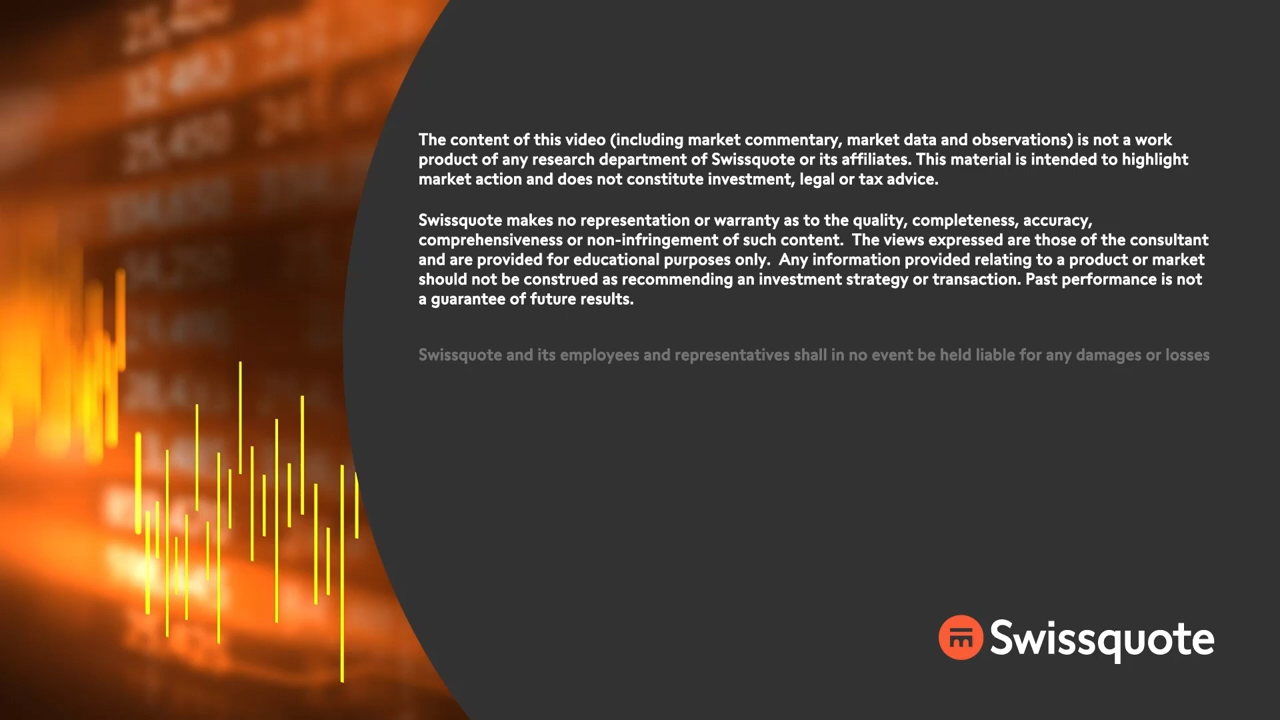 The content of this video (including market commentary, market data and observations) is not a work
product of any research department of Swissquote or its affiliates. This material is intended to highlight
market action and does not constitute investment, legal or tax advice.
Swissquote makes no representation or warranty as to the quality, completeness, accuracy,
comprehensiveness or non-infringement of such content.  The views expressed are those of the consultant
and are provided for educational purposes only.  Any information provided relating to a product or market
should not be construed as recommending an investment strategy or transaction. Past performance is not
a guarantee of future results.
Swissquote and its employees and representatives shall in no event be held liable for any damages or losses
Swissquote